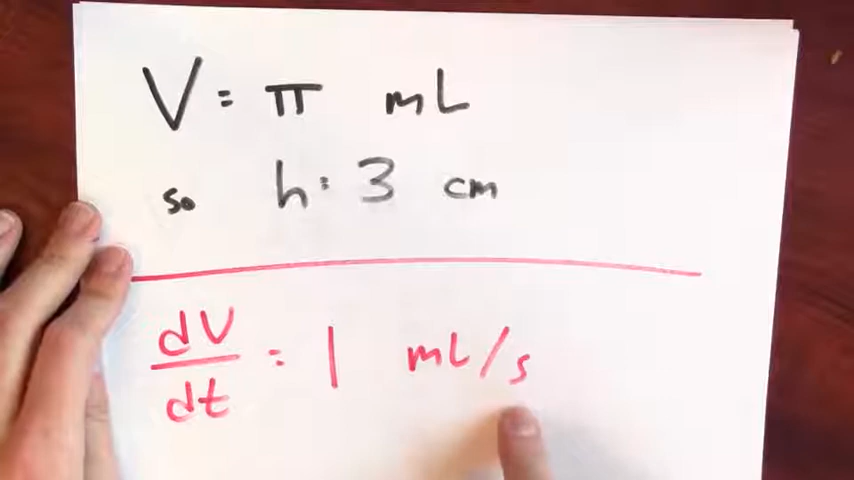 V = π mL
so h = 3 cm
dV/dt = 1 mL/s